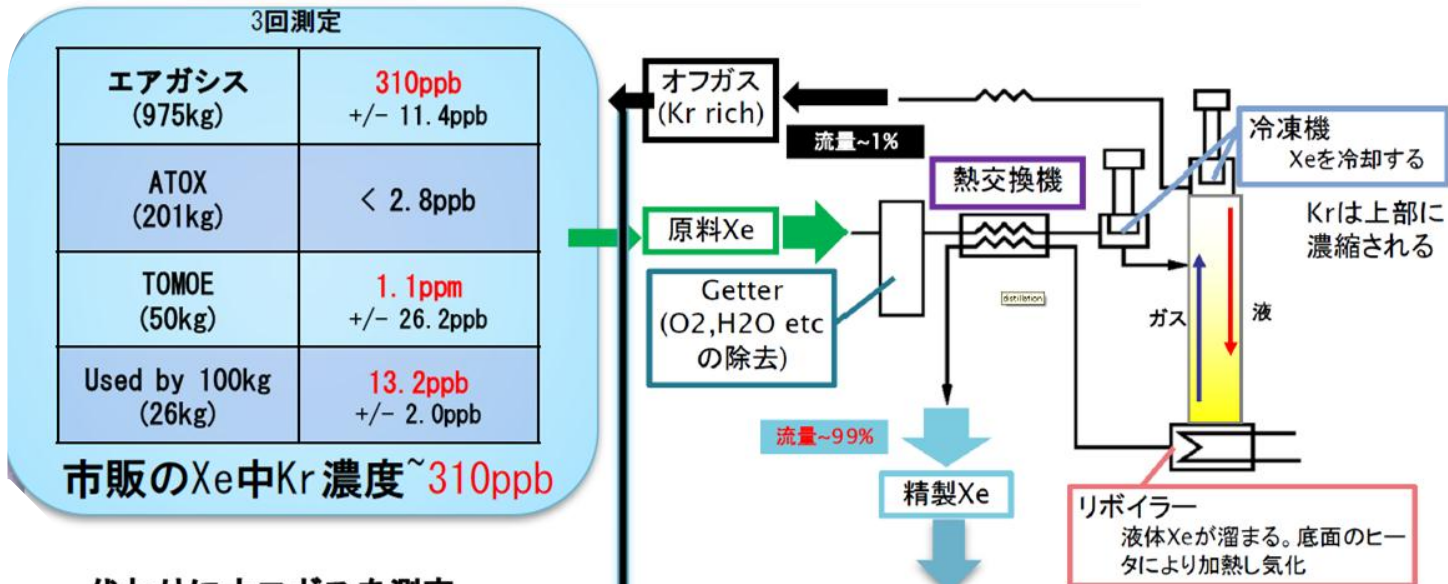 3回測定
エアガシス
(975kg)
310ppb
+/- 11.4ppb
ATOX
(201kg)
< 2.8ppb
TOMOE
(50kg)
1.1ppm
+/- 26.2ppb
Used by 100kg
(26kg)
13.2ppb
+/- 2.0ppb
市販のXe中Kr濃度~310ppb
オフガス
(Kr rich)
流量~1%
原料Xe
Getter
(O2,H2O etc
の除去)
熱交換機
distillation
冷凍機
Xeを冷却する
Krは上部に
濃縮される
ガス
液
流量~99%
精製Xe
リボイラー
液体Xeが溜まる。底面のヒー
タにより加熱し気化